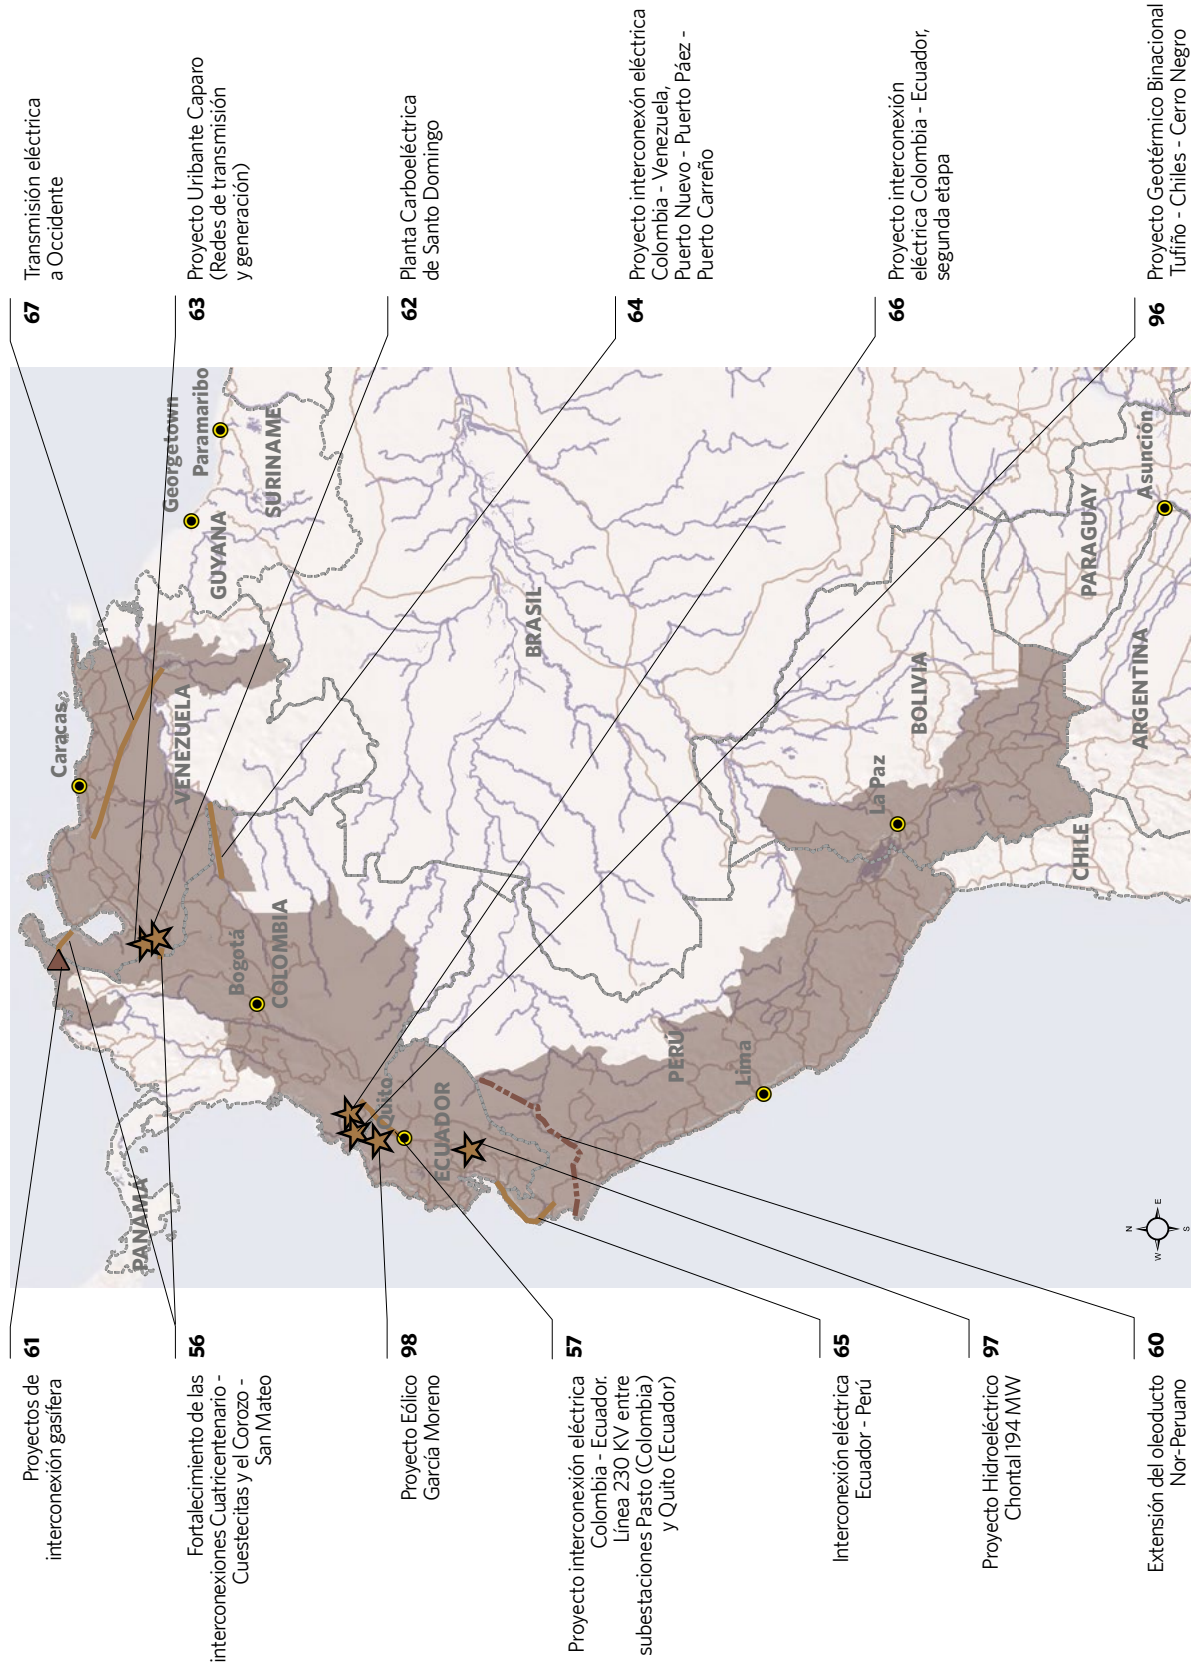 61
Proyectos de
interconexión gasífera
56
Fortalecimiento de las
interconexiones Cuatricentenario -
Cuestecitas y el Corozo -
San Mateo
98
Proyecto Eólico
García Moreno
57
Proyecto interconexión eléctrica
Colombia - Ecuador.
Línea 230 KV entre
subestaciones Pasto (Colombia)
y Quito (Ecuador)
65
Interconexión eléctrica
Ecuador - Perú
97
Proyecto Hidroeléctrico
Chontal 194 MW
60
Extensión del oleoducto
Nor-Peruano
PANAMÁ
Caracas
VENEZUELA
Georgetown
Paramaribo
GUYANA
SURINAME
Bogotá
COLOMBIA
Quito
ECUADOR
BRASIL
PERÚ
Lima
La Paz
BOLIVIA
PARAGUAY
Asunción
CHILE
ARGENTINA
N
W
E
S
67
Transmisión eléctrica
a Occidente
63
Proyecto Uribante Caparo
(Redes de transmisión
y generación)
62
Planta Carboeléctrica
de Santo Domingo
64
Proyecto interconexón eléctrica
Colombia - Venezuela,
Puerto Nuevo - Puerto Páez -
Puerto Carreño
66
Proyecto interconexión
eléctrica Colombia - Ecuador,
segunda etapa
96
Proyecto Geotérmico Binacional
Tufiño - Chiles - Cerro Negro